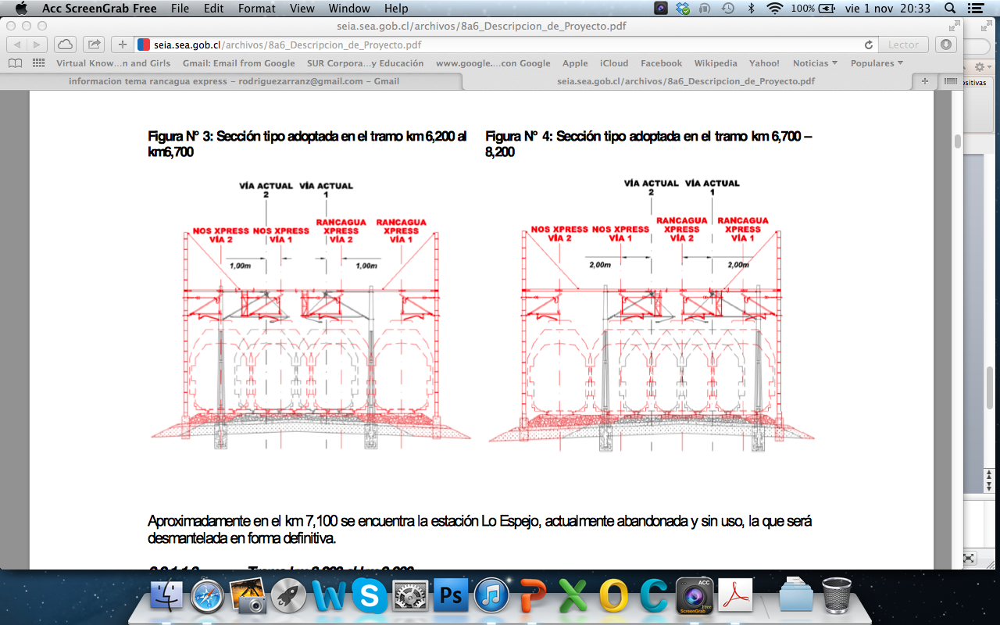 Acc ScreenGrab Free File Edit Format View Window Help
100% vie 1 nov 20:33
seia.sea.gob.cl/archivos/8a6_Descripcion_de_Proyecto.pdf
seia.sea.gob.cl/archivos/8a6_Descripcion_de_Proyecto.pdf
Lector
Virtual Know...n and Girls Gmail: Email from Google SUR Corpora...y Educación www.google....con Google Apple iCloud Facebook Wikipedia Yahoo! Noticias Populares
informacion tema rancagua express – rodriguezarranz@gmail.com – Gmail
seia.sea.gob.cl/archivos/8a6_Descripcion_de_Proyecto.pdf
Figura N° 3: Sección tipo adoptada en el tramo km 6,200 al
km6,700
VÍA ACTUAL
2
VÍA ACTUAL
1
NOS XPRESS
VÍA 2
NOS XPRESS
VÍA 1
RANCAGUA
XPRESS
VÍA 2
RANCAGUA
XPRESS
VÍA 1
1,00m
1,00m
Figura N° 4: Sección tipo adoptada en el tramo km 6,700 –
8,200
VÍA ACTUAL
2
VÍA ACTUAL
1
NOS XPRESS
VÍA 2
NOS XPRESS
VÍA 1
RANCAGUA
XPRESS
VÍA 2
RANCAGUA
XPRESS
VÍA 1
2,00m
2,00m
Aproximadamente en el km 7,100 se encuentra la estación Lo Espejo, actualmente abandonada y sin uso, la que será
desmantelada en forma definitiva.
Ps
ACC
ScreenGrab
Free